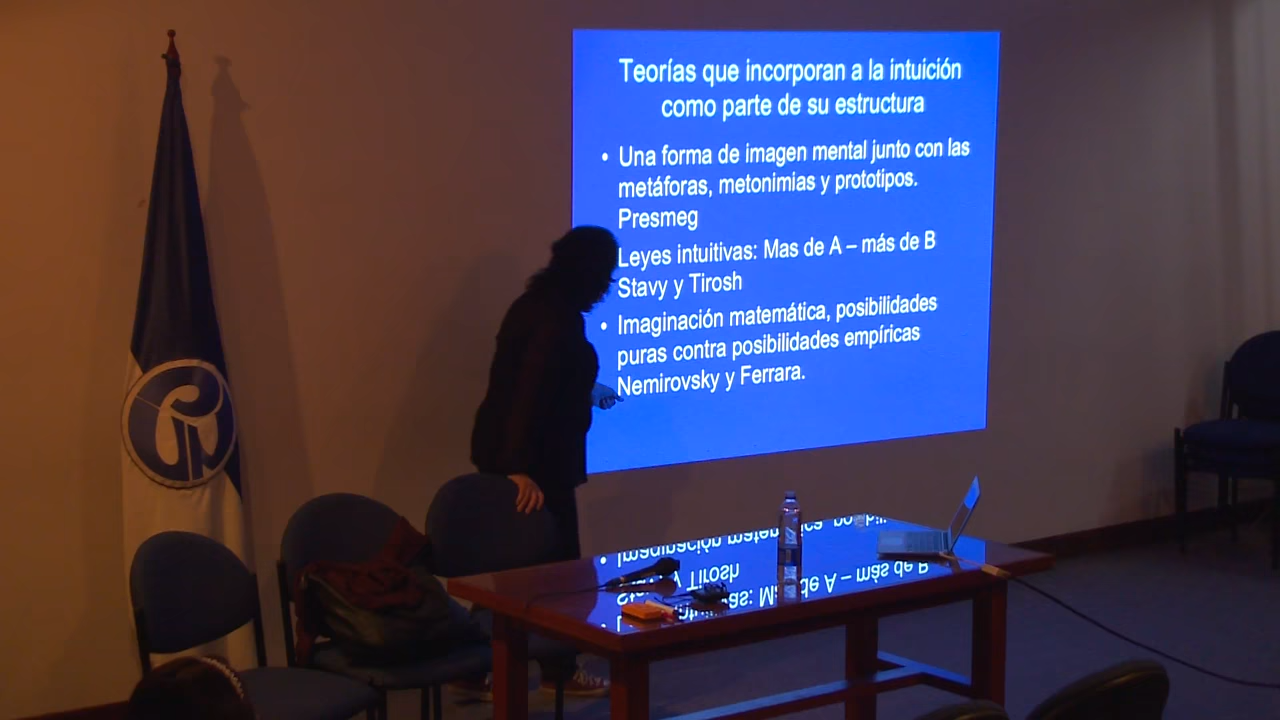 Teorías que incorporan a la intuición
como parte de su estructura
• Una forma de imagen mental junto con las
metáforas, metonimias y prototipos.
Presmeg
Leyes intuitivas: Mas de A – más de B
Stavy y Tirosh
• Imaginación matemática, posibilidades
puras contra posibilidades empíricas
Nemirovsky y Ferrara.